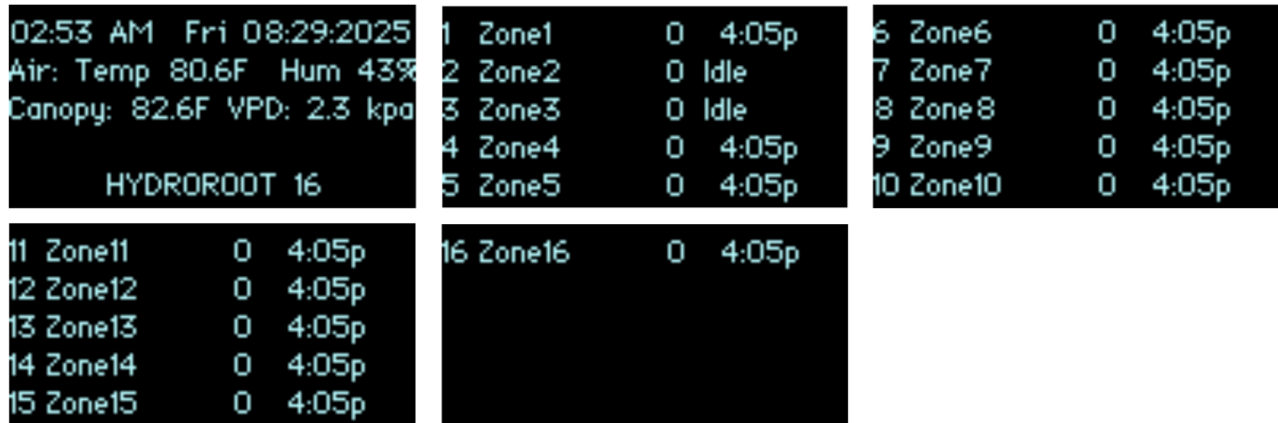 02:53 AM Fri 08:29:2025
Air: Temp 80.6F Hum 43%
Canopy: 82.6F VPD: 2.3 kpa
HYDROROOT 16
1 Zone1 0 4:05p
2 Zone2 0 Idle
3 Zone3 0 Idle
4 Zone4 0 4:05p
5 Zone5 0 4:05p
6 Zone6 0 4:05p
7 Zone7 0 4:05p
8 Zone8 0 4:05p
9 Zone9 0 4:05p
10 Zone10 0 4:05p
11 Zone11 0 4:05p
12 Zone12 0 4:05p
13 Zone13 0 4:05p
14 Zone14 0 4:05p
15 Zone15 0 4:05p
16 Zone16 0 4:05p